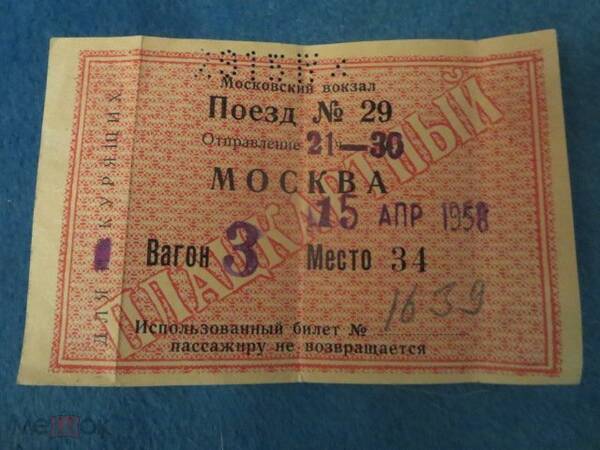 Московский вокзал
Поезд № 29
Отправление 21—30
МОСКВА
15 АПР 1958
Вагон 3 Место 34
1639
Использованный билет №
пассажиру не возвращается
ПЛАЦКАРТНЫЙ
ДЛЯ КУРЯЩИХ
МЕШОК